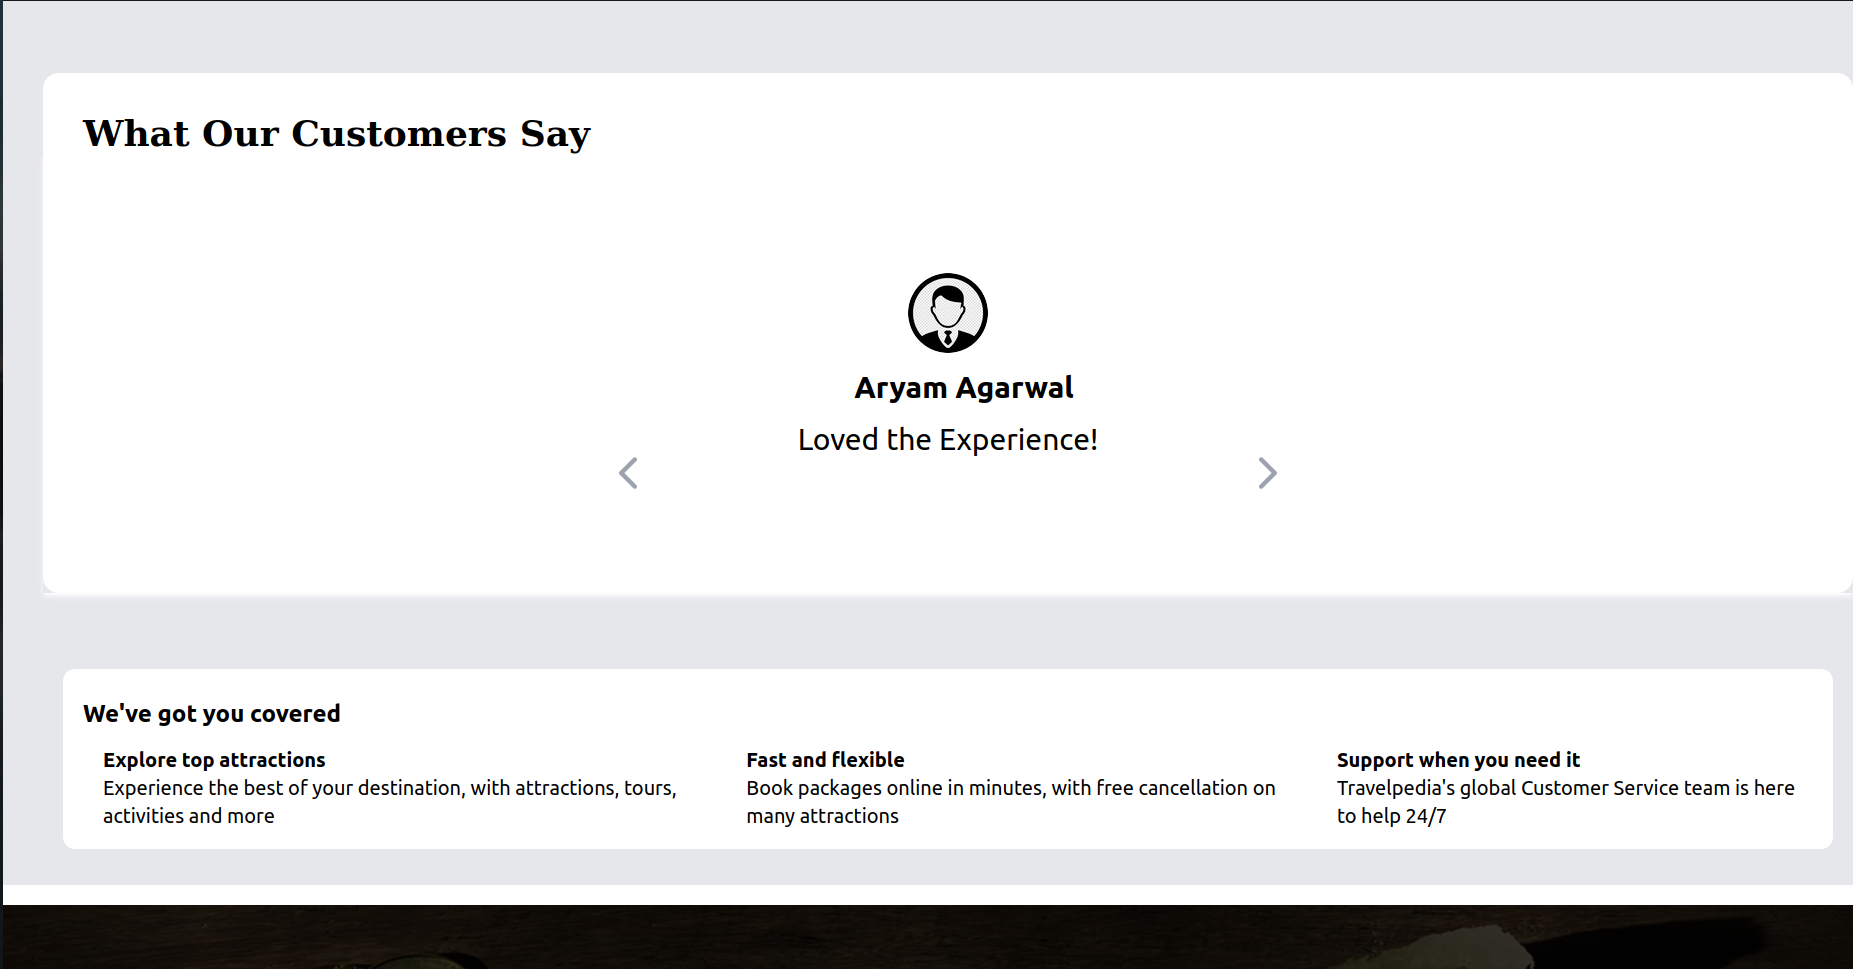 What Our Customers Say
Aryam Agarwal
Loved the Experience!
We've got you covered
Explore top attractions
Experience the best of your destination, with attractions, tours,
activities and more
Fast and flexible
Book packages online in minutes, with free cancellation on
many attractions
Support when you need it
Travelpedia's global Customer Service team is here
to help 24/7